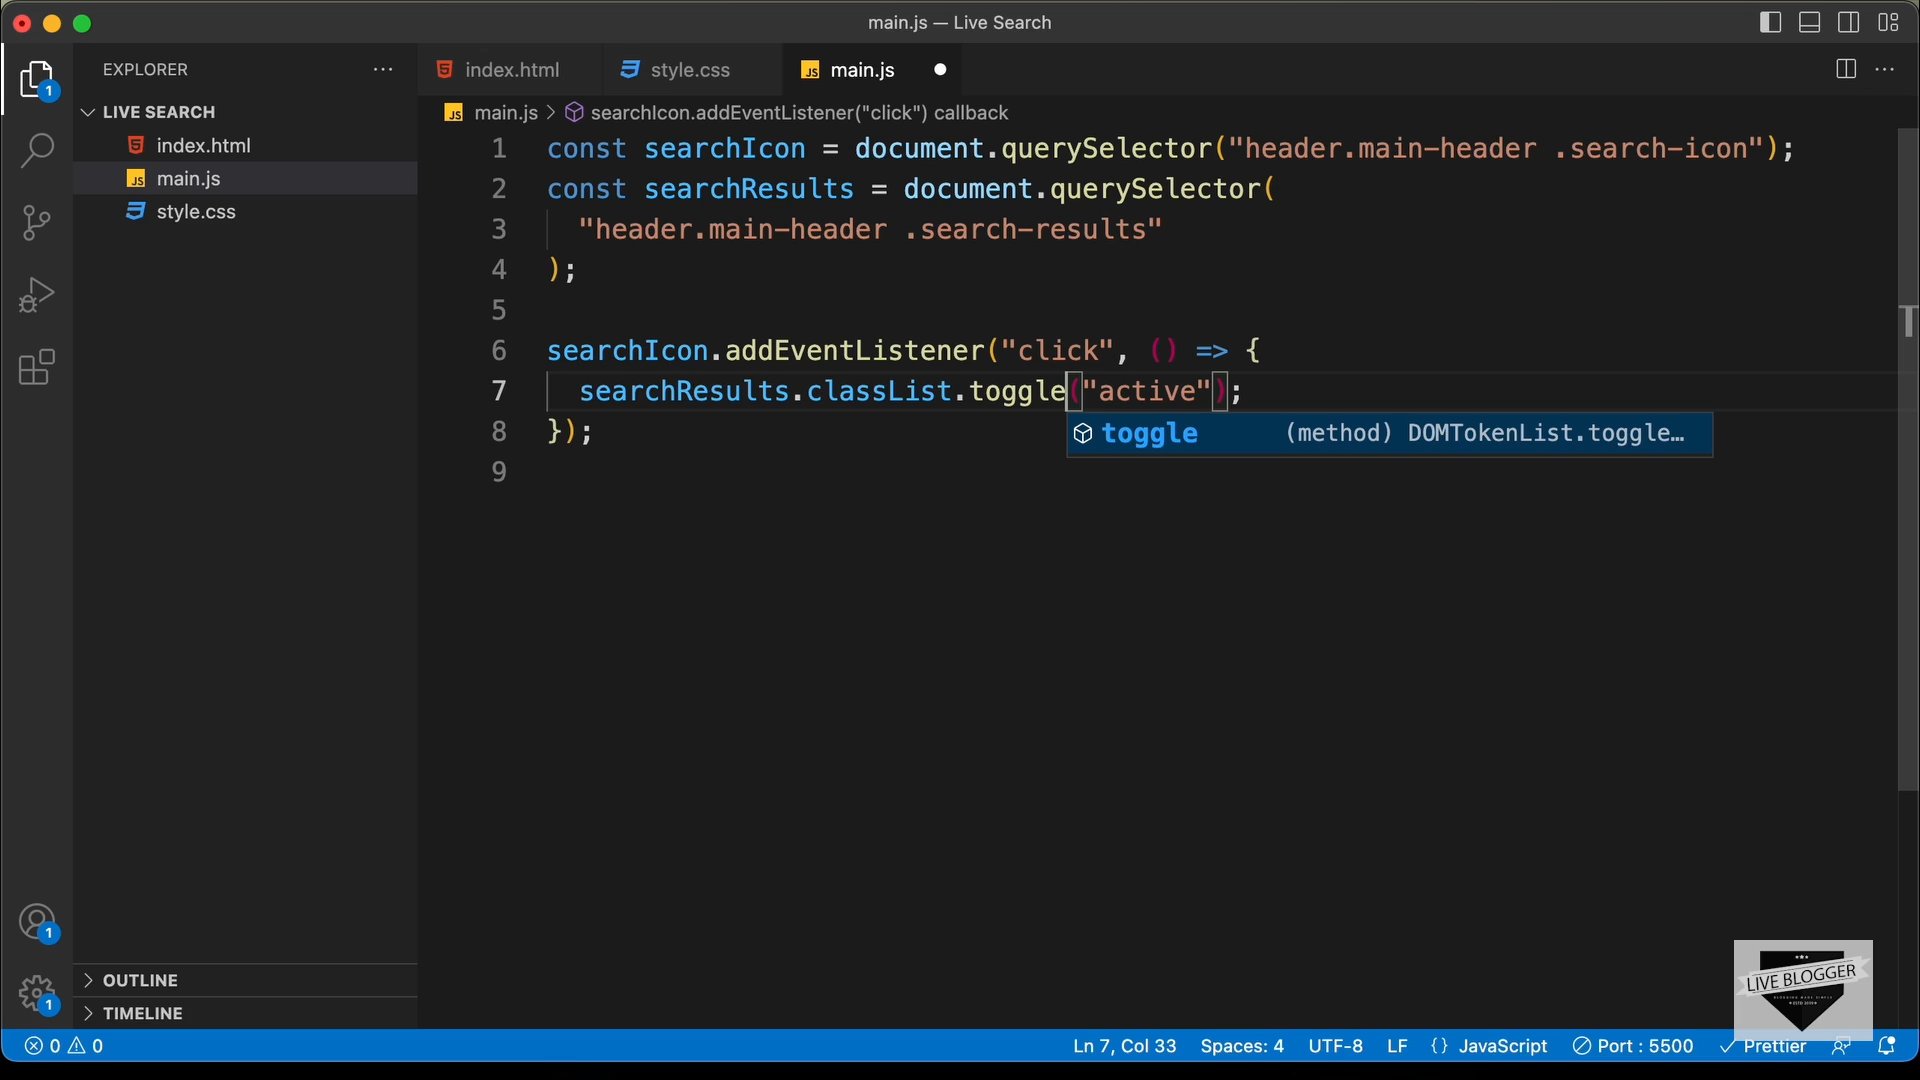 main.js — Live Search
EXPLORER
index.html
style.css
main.js
LIVE SEARCH
index.html
main.js
style.css
main.js > searchIcon.addEventListener("click") callback
1 const searchIcon = document.querySelector("header.main-header .search-icon");
2 const searchResults = document.querySelector(
3 "header.main-header .search-results"
4 );
5
6 searchIcon.addEventListener("click", () => {
7 searchResults.classList.toggle("active");
toggle (method) DOMTokenList.toggle…
8 });
9
1
1
1
OUTLINE
TIMELINE
LIVE BLOGGER
0 0
Ln 7, Col 33 Spaces: 4 UTF-8 LF {} JavaScript Port : 5500 Prettier